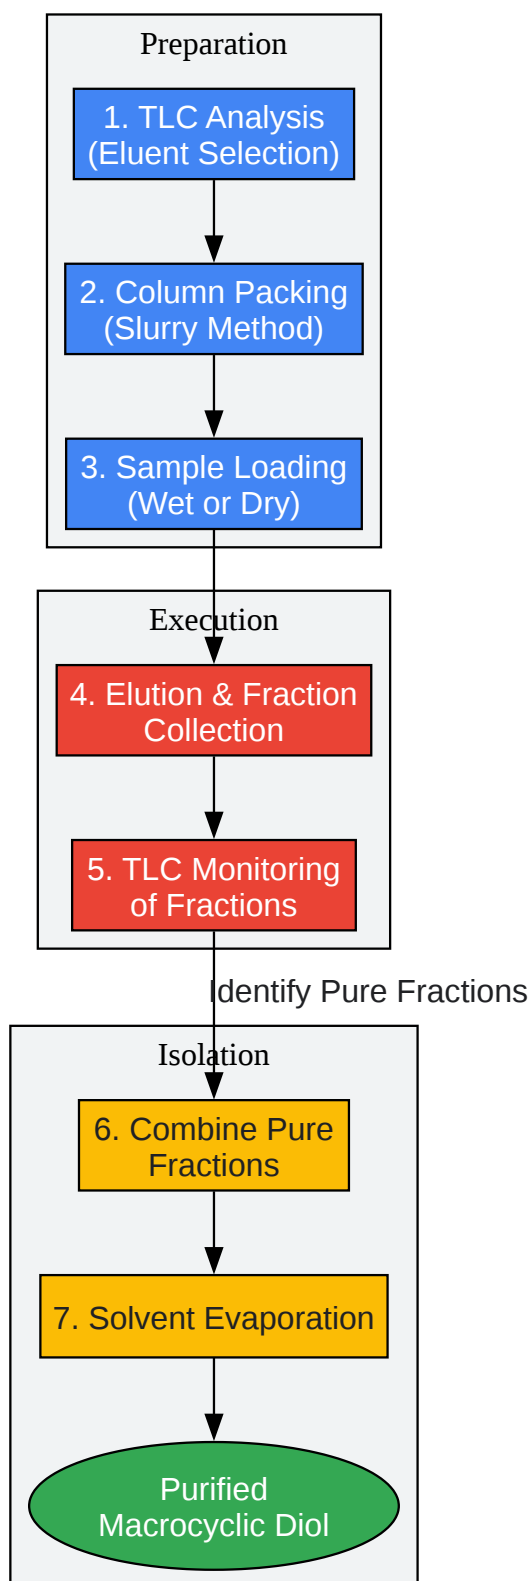 Preparation
1. TLC Analysis
(Eluent Selection)
2. Column Packing
(Slurry Method)
3. Sample Loading
(Wet or Dry)
Execution
4. Elution & Fraction
Collection
5. TLC Monitoring
of Fractions
Identify Pure Fractions
Isolation
6. Combine Pure
Fractions
7. Solvent Evaporation
Purified
Macrocyclic Diol